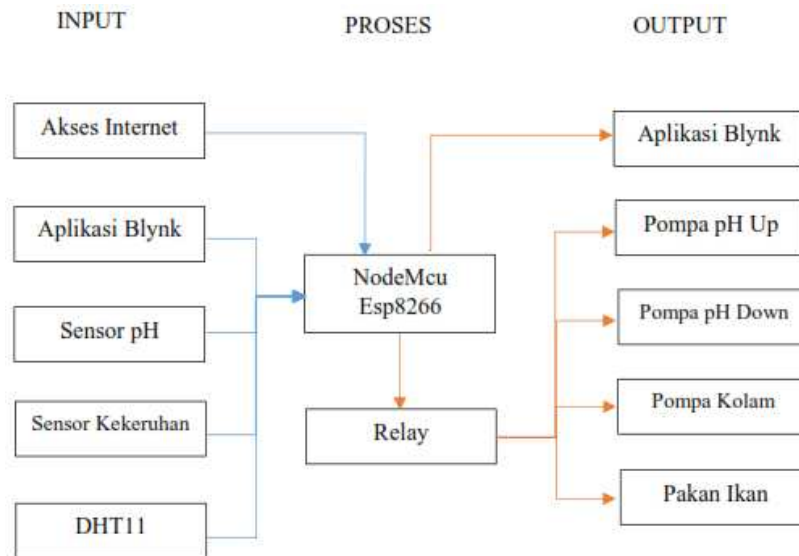 INPUT
PROSES
OUTPUT
Akses Internet
Aplikasi Blynk
Sensor pH
Sensor Kekeruhan
DHT11
NodeMcu
Esp8266
Relay
Aplikasi Blynk
Pompa pH Up
Pompa pH Down
Pompa Kolam
Pakan Ikan